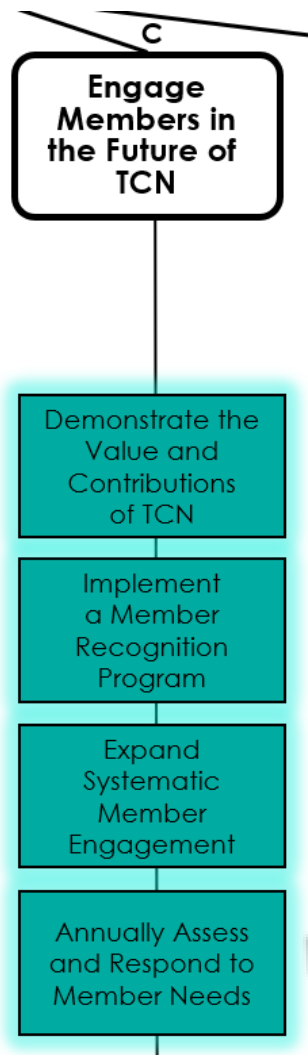 C
Engage
Members in
the Future of
TCN
Demonstrate the
Value and
Contributions
of TCN
Implement
a Member
Recognition
Program
Expand
Systematic
Member
Engagement
Annually Assess
and Respond to
Member Needs